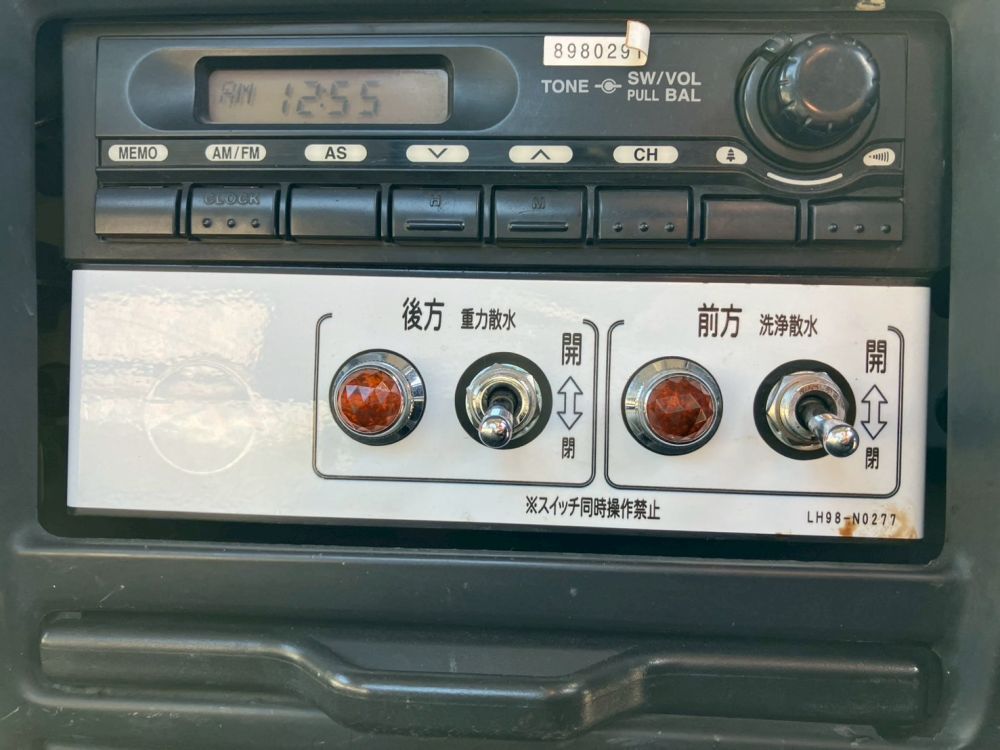 8980291
AM 12:55
TONE SW/VOL
PULL BAL
MEMO AM/FM AS CH
CLOCK H M
後方 重力散水
開
閉
前方 洗浄散水
開
閉
※スイッチ同時操作禁止
LH98-N0277